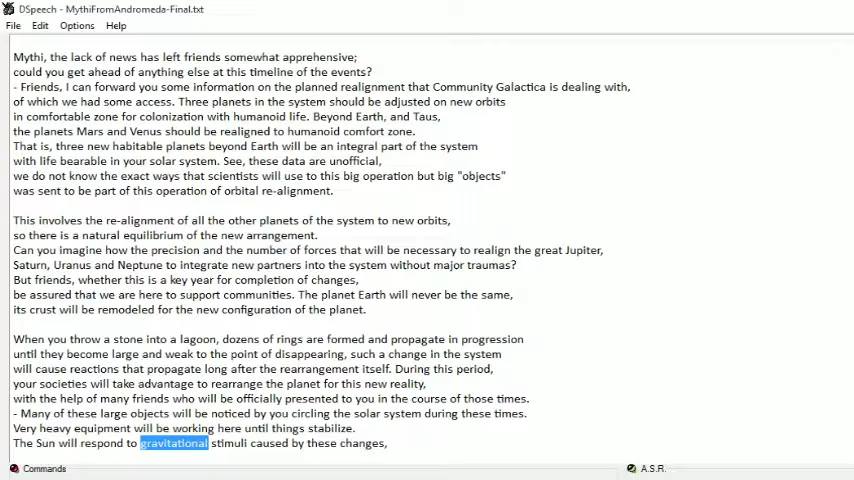 DSpeech - MythiFromAndromeda-Final.txt
File Edit Options Help
Mythi, the lack of news has left friends somewhat apprehensive;
could you get ahead of anything else at this timeline of the events?
- Friends, I can forward you some information on the planned realignment that Community Galactica is dealing with,
of which we had some access. Three planets in the system should be adjusted on new orbits
in comfortable zone for colonization with humanoid life. Beyond Earth, and Taus,
the planets Mars and Venus should be realigned to humanoid comfort zone.
That is, three new habitable planets beyond Earth will be an integral part of the system
with life bearable in your solar system. See, these data are unofficial,
we do not know the exact ways that scientists will use to this big operation but big "objects"
was sent to be part of this operation of orbital re-alignment.
This involves the re-alignment of all the other planets of the system to new orbits,
so there is a natural equilibrium of the new arrangement.
Can you imagine how the precision and the number of forces that will be necessary to realign the great Jupiter,
Saturn, Uranus and Neptune to integrate new partners into the system without major traumas?
But friends, whether this is a key year for completion of changes,
be assured that we are here to support communities. The planet Earth will never be the same,
its crust will be remodeled for the new configuration of the planet.
When you throw a stone into a lagoon, dozens of rings are formed and propagate in progression
until they become large and weak to the point of disappearing, such a change in the system
will cause reactions that propagate long after the rearrangement itself. During this period,
your societies will take advantage to rearrange the planet for this new reality,
with the help of many friends who will be officially presented to you in the course of those times.
- Many of these large objects will be noticed by you circling the solar system during these times.
Very heavy equipment will be working here until things stabilize.
The Sun will respond to gravitational stimuli caused by these changes,
Commands A.S.R.